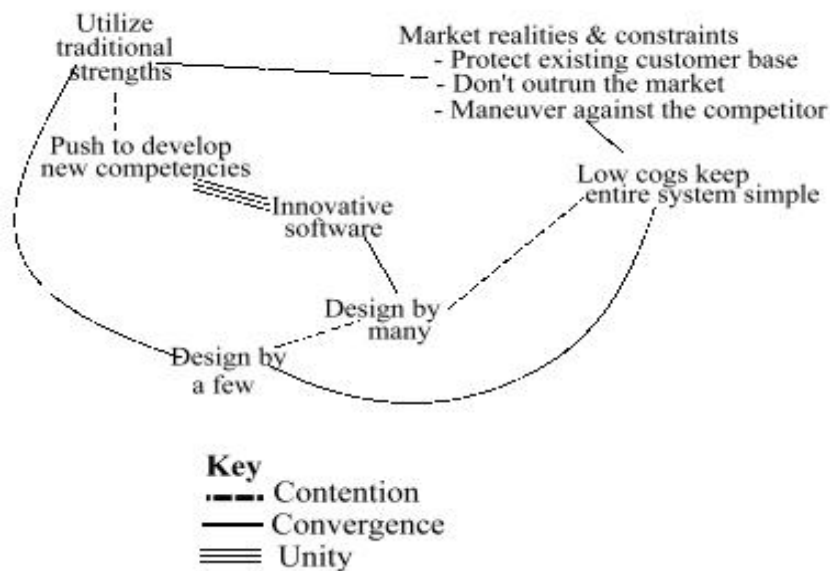 Utilize
traditional
strengths
Market realities & constraints
- Protect existing customer base
- Don't outrun the market
- Maneuver against the competitor
Push to develop
new competencies
Low cogs keep
entire system simple
Innovative
software
Design by
many
Design by
a few
Key
Contention
Convergence
Unity